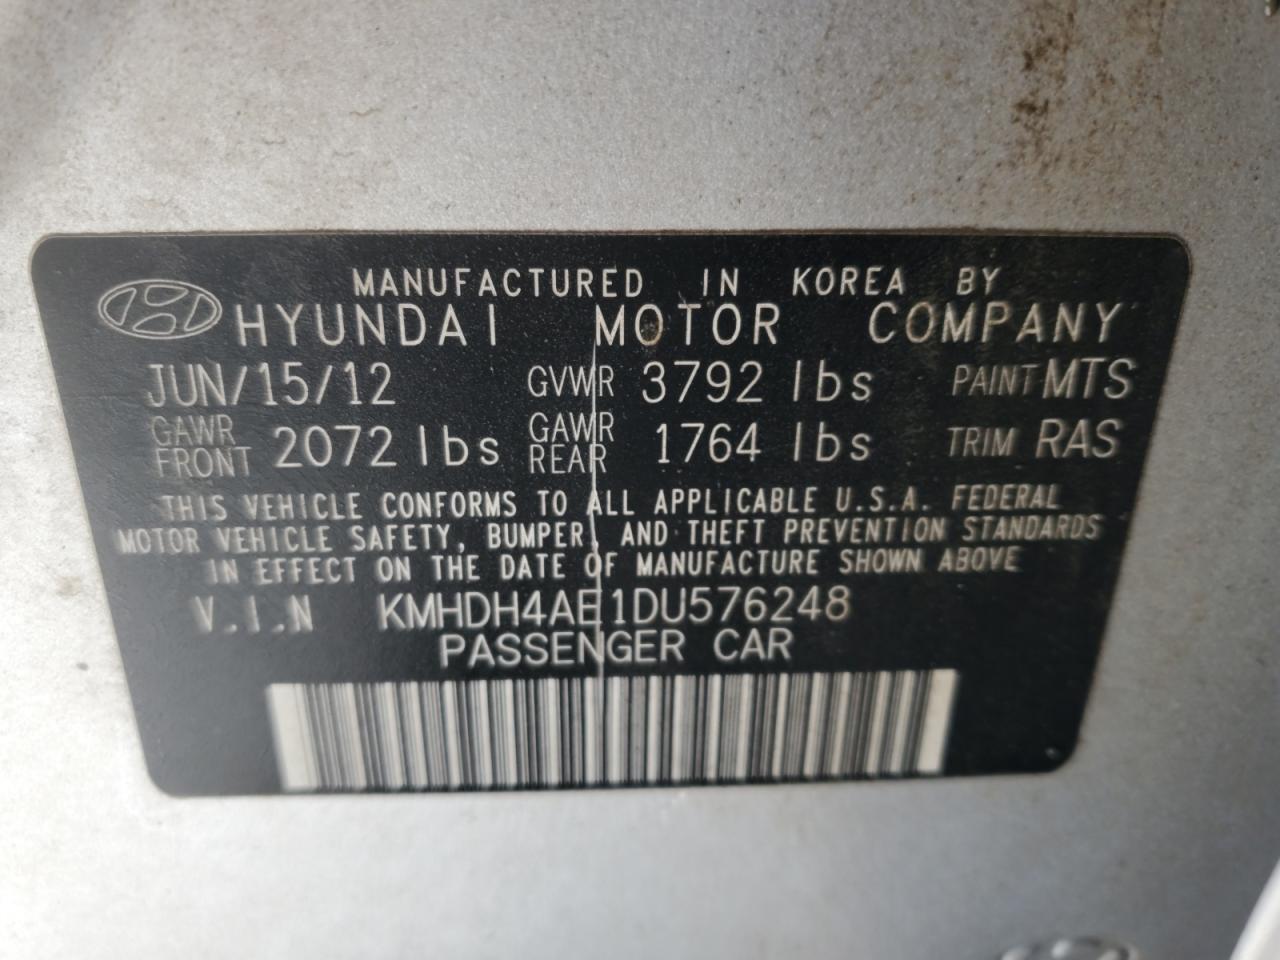 MANUFACTURED IN KOREA BY
HYUNDAI MOTOR COMPANY
JUN/15/12 GVWR 3792 lbs PAINT MTS
GAWR FRONT 2072 lbs GAWR REAR 1764 lbs TRIM RAS
THIS VEHICLE CONFORMS TO ALL APPLICABLE U.S.A. FEDERAL
MOTOR VEHICLE SAFETY, BUMPER, AND THEFT PREVENTION STANDARDS
IN EFFECT ON THE DATE OF MANUFACTURE SHOWN ABOVE
V.I.N KMHDH4AE1DU576248
PASSENGER CAR